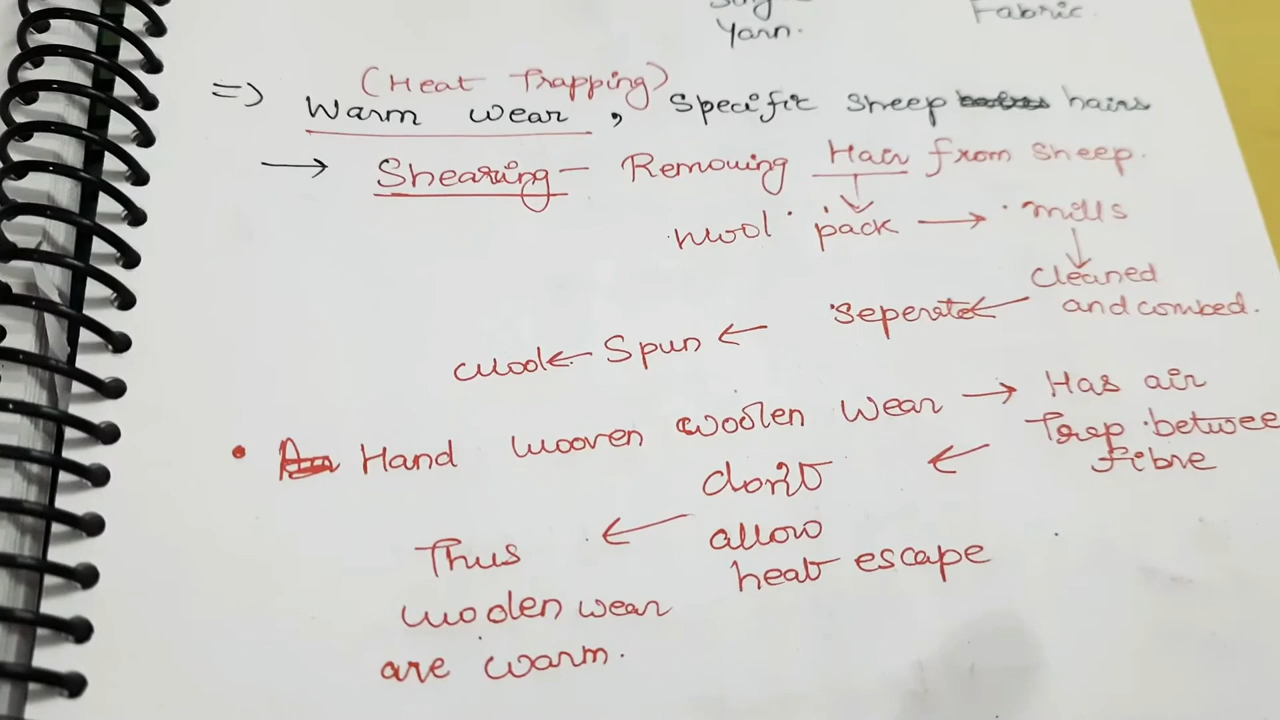 Yarn.
Fabric.
=> (Heat Trapping)
Warm wear, Specific sheep hairs
→ Shearing - Removing Hair from sheep.
wool pack → mills
Cleaned
and combed.
Seperate ←
Wool ← Spun ←
• Hand wooven woolen wear → Has air
Trap betwee
fibre
don't ←
allow
heat escape
Thus ←
woolen wear
are warm.